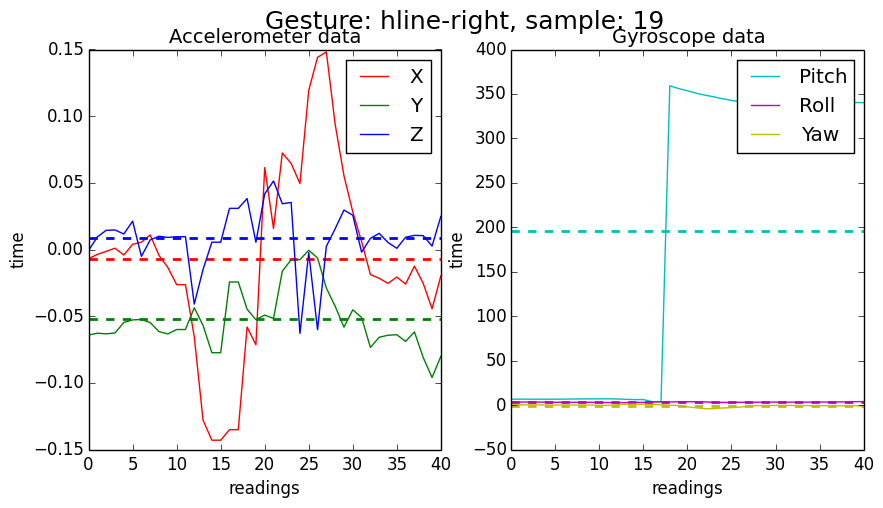 Gesture: hline-right, sample: 19
Accelerometer data
0.15
0.10
0.05
0.00
−0.05
−0.10
−0.15
time
0 5 10 15 20 25 30 35 40
readings
X
Y
Z
Gyroscope data
400
350
300
250
200
150
100
50
0
−50
time
0 5 10 15 20 25 30 35 40
readings
Pitch
Roll
Yaw